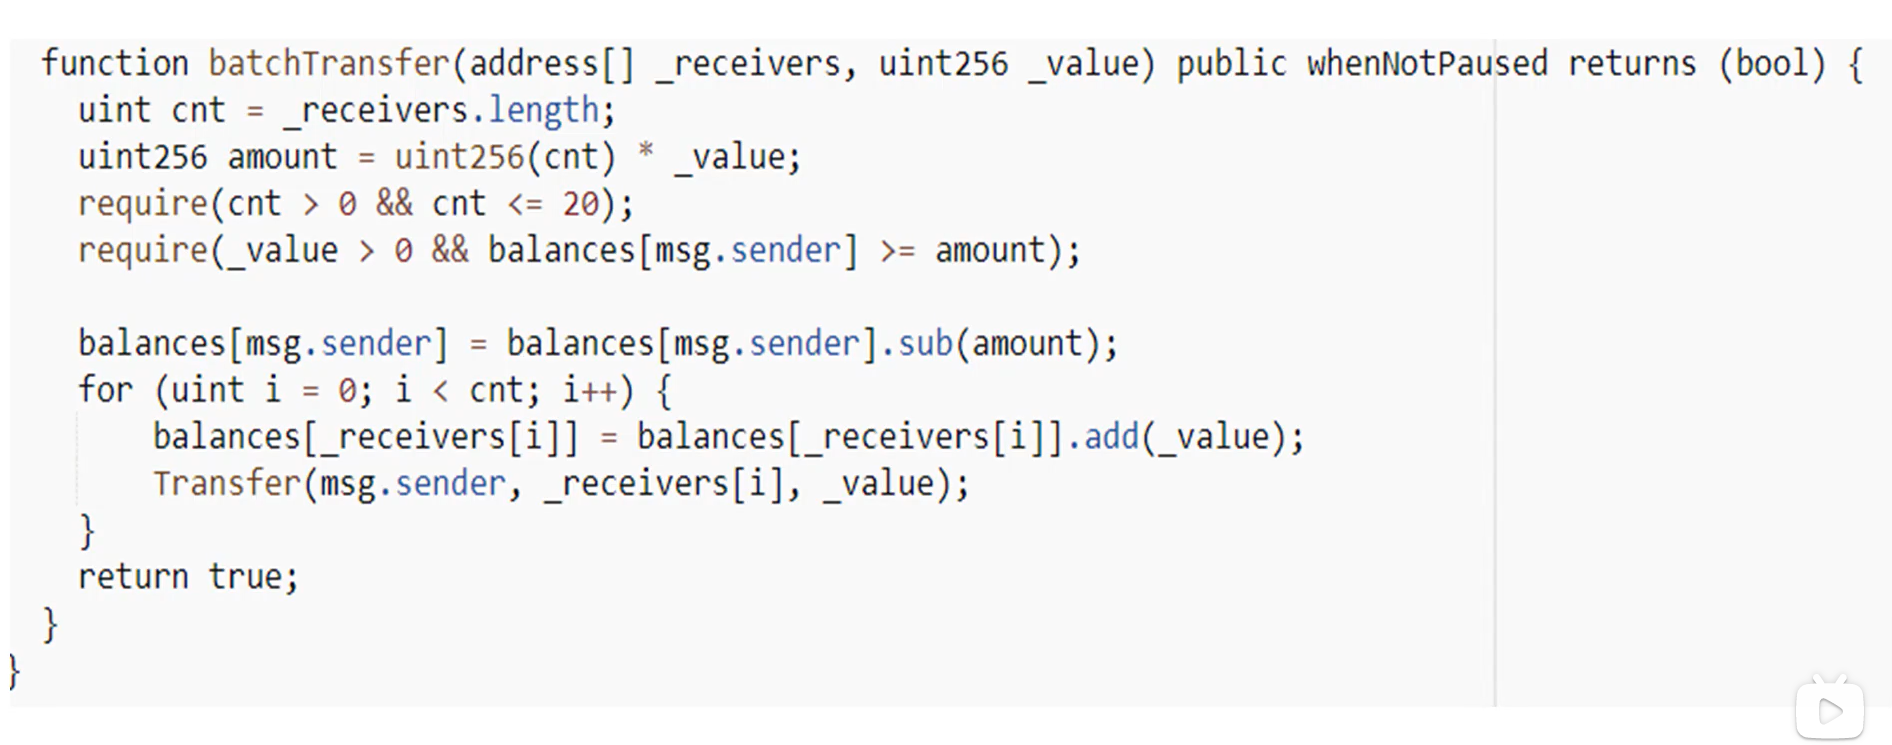 function batchTransfer(address[] _receivers, uint256 _value) public whenNotPaused returns (bool) {
uint cnt = _receivers.length;
uint256 amount = uint256(cnt) * _value;
require(cnt > 0 && cnt <= 20);
require(_value > 0 && balances[msg.sender] >= amount);
balances[msg.sender] = balances[msg.sender].sub(amount);
for (uint i = 0; i < cnt; i++) {
balances[_receivers[i]] = balances[_receivers[i]].add(_value);
Transfer(msg.sender, _receivers[i], _value);
}
return true;
}
}